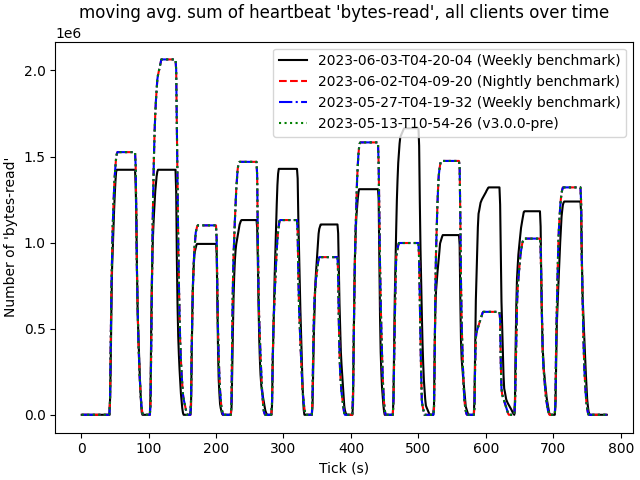 moving avg. sum of heartbeat 'bytes-read', all clients over time
1e6
2023-06-03-T04-20-04 (Weekly benchmark)
2023-06-02-T04-09-20 (Nightly benchmark)
2023-05-27-T04-19-32 (Weekly benchmark)
2023-05-13-T10-54-26 (v3.0.0-pre)
Number of 'bytes-read'
2.0
1.5
1.0
0.5
0.0
0 100 200 300 400 500 600 700 800
Tick (s)